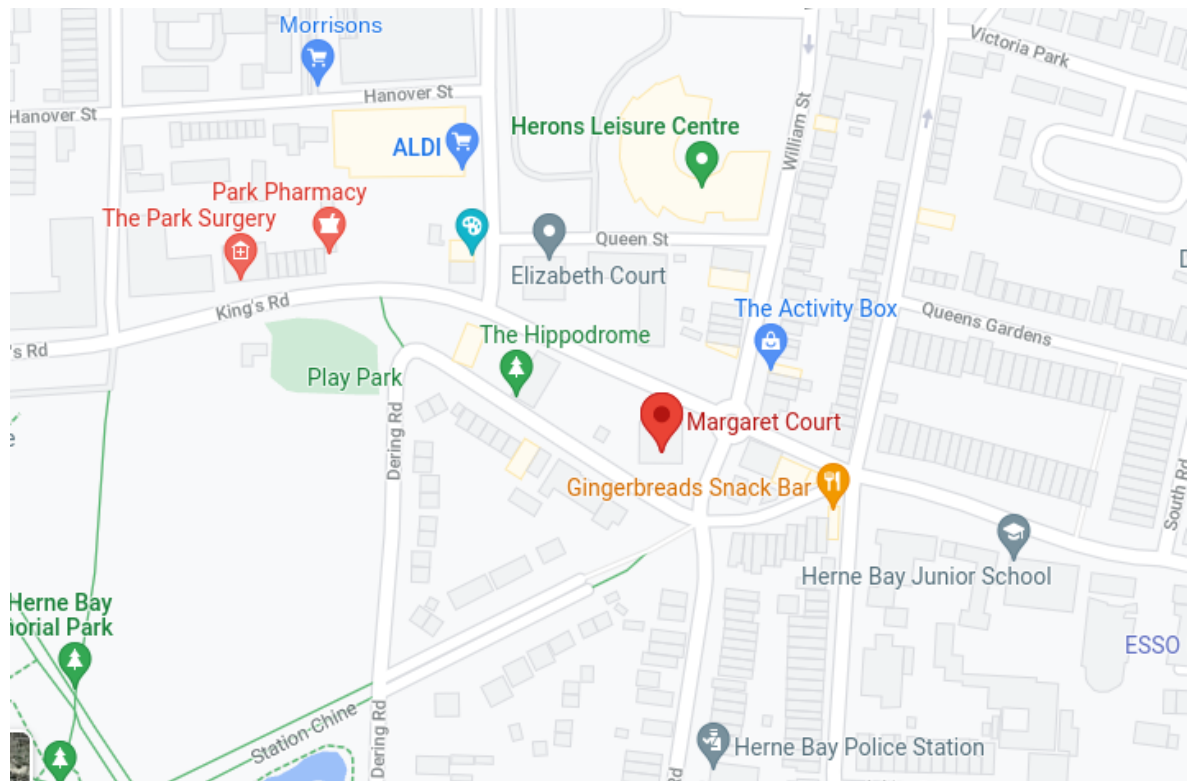 Morrisons
Victoria Park
Hanover St
Hanover St
William St
Herons Leisure Centre
ALDI
Park Pharmacy
The Park Surgery
Queen St
Elizabeth Court
King's Rd
The Activity Box
Queens Gardens
The Hippodrome
's Rd
Play Park
Margaret Court
Dering Rd
Gingerbreads Snack Bar
South Rd
Herne Bay Junior School
Herne Bay
orial Park
ESSO
Station Chine
Dering Rd
Herne Bay Police Station
Rd